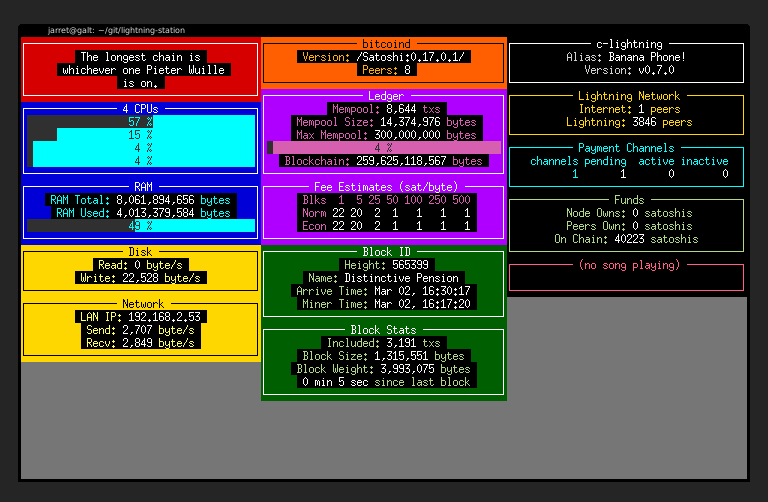 jarret@galt: ~/git/lightning-station
The longest chain is
whichever one Pieter Wuille
is on.
4 CPUs
57 %
15 %
4 %
4 %
RAM
RAM Total: 8,061,894,656 bytes
RAM Used: 4,013,379,584 bytes
49 %
Disk
Read: 0 byte/s
Write: 22,528 byte/s
Network
LAN IP: 192.168.2.53
Send: 2,707 byte/s
Recv: 2,849 byte/s
bitcoind
Version: /Satoshi:0.17.0.1/
Peers: 8
Ledger
Mempool: 8,644 txs
Mempool Size: 14,374,976 bytes
Max Mempool: 300,000,000 bytes
4 %
Blockchain: 259,625,118,567 bytes
Fee Estimates (sat/byte)
Blks 1 5 25 50 100 250 500
Norm 22 20 2 1 1 1 1
Econ 22 20 2 1 1 1 1
Block ID
Height: 565399
Name: Distinctive Pension
Arrive Time: Mar 02, 16:30:17
Miner Time: Mar 02, 16:17:20
Block Stats
Included: 3,191 txs
Block Size: 1,315,551 bytes
Block Weight: 3,993,075 bytes
0 min 5 sec since last block
c-lightning
Alias: Banana Phone!
Version: v0.7.0
Lightning Network
Internet: 1 peers
Lightning: 3846 peers
Payment Channels
channels pending active inactive
1 1 0 0
Funds
Node Owns: 0 satoshis
Peers Own: 0 satoshis
On Chain: 40223 satoshis
(no song playing)